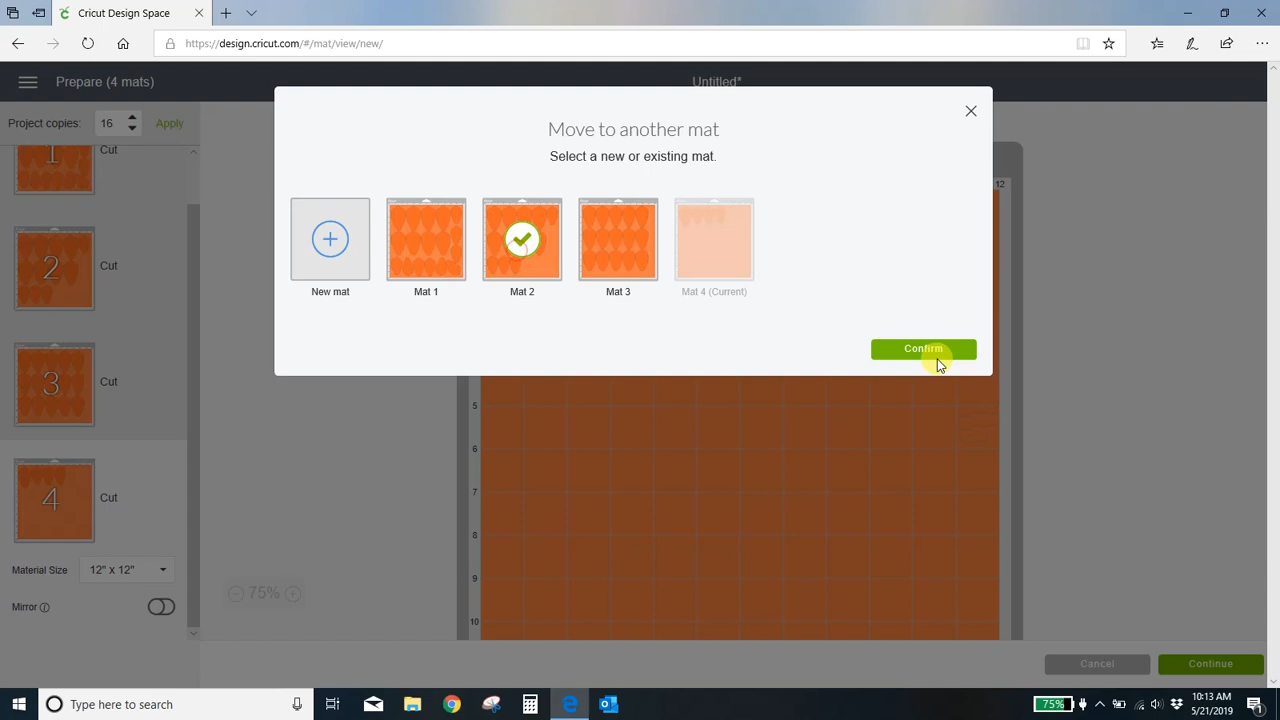 Cricut Design Space
https://design.cricut.com/#/mat/view/new/
Prepare (4 mats)
Untitled*
Project copies: 16 Apply
Move to another mat
Select a new or existing mat.
New mat
Mat 1
Mat 2
Mat 3
Mat 4 (Current)
Confirm
1 Cut
2 Cut
3 Cut
4 Cut
12
5
6
7
8
9
10
Material Size 12" x 12"
Mirror
75%
Cancel
Continue
Type here to search
75%
10:13 AM
5/21/2019
1